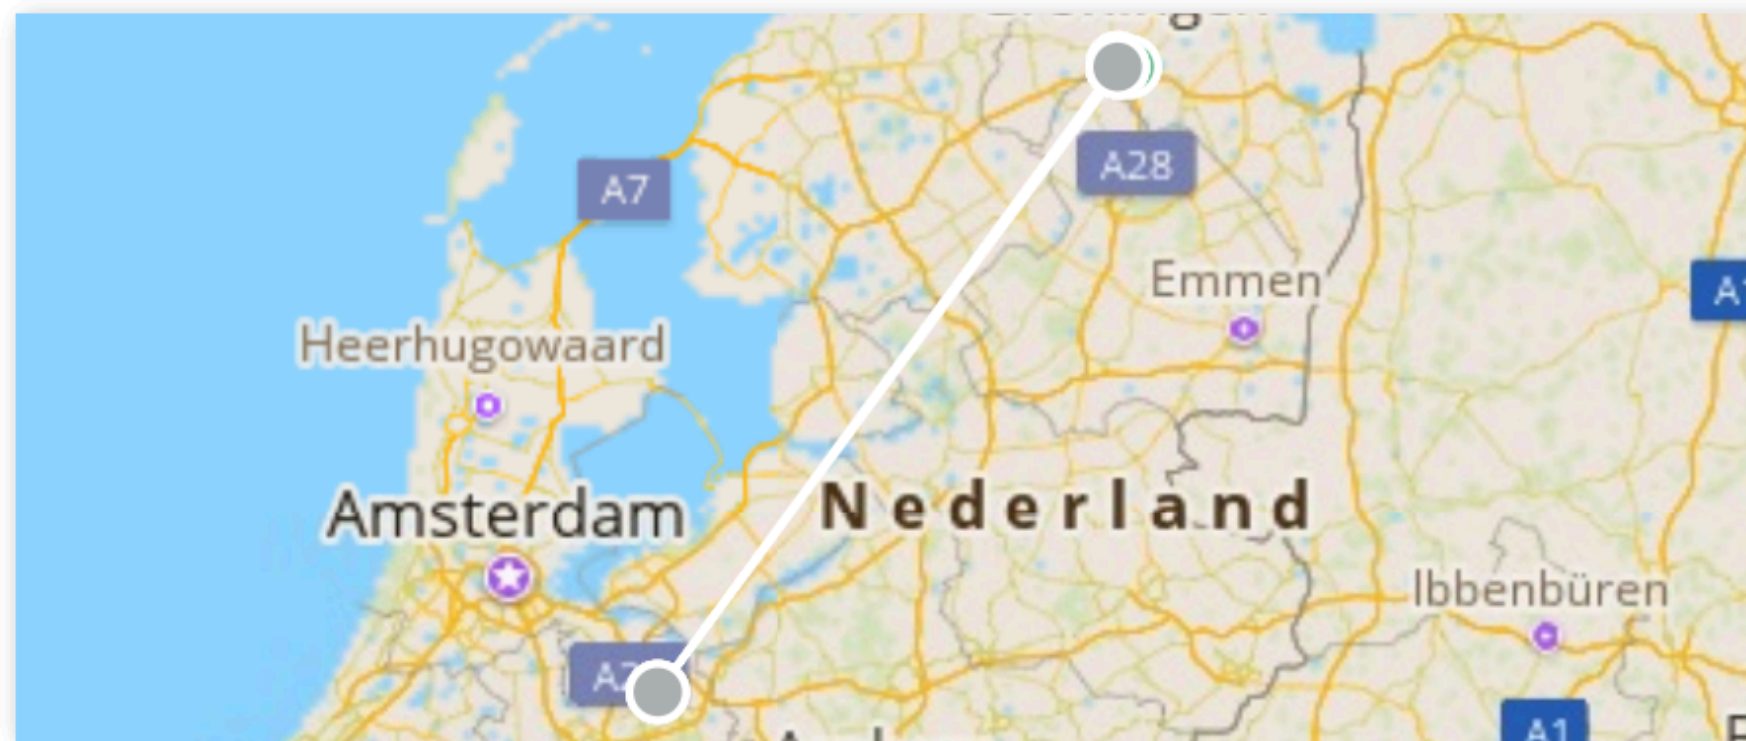 A7
A28
Emmen
Heerhugowaard
Amsterdam
Nederland
Ibbenbüren
A1